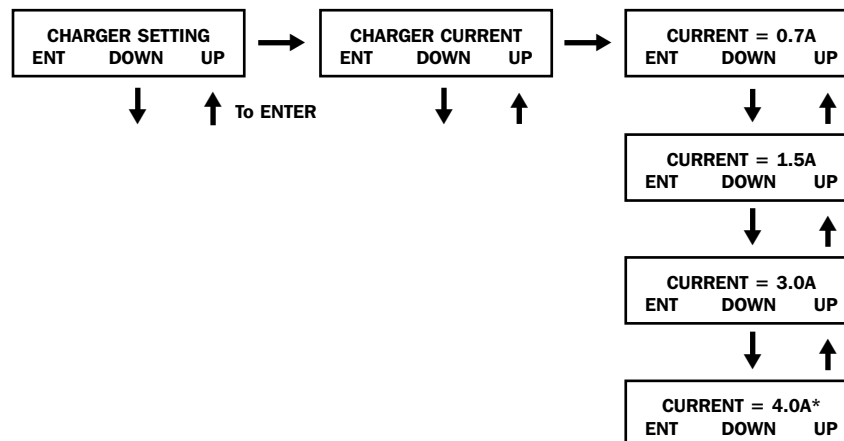 CHARGER SETTING
ENT DOWN UP
To ENTER
CHARGER CURRENT
ENT DOWN UP
CURRENT = 0.7A
ENT DOWN UP
CURRENT = 1.5A
ENT DOWN UP
CURRENT = 3.0A
ENT DOWN UP
CURRENT = 4.0A*
ENT DOWN UP